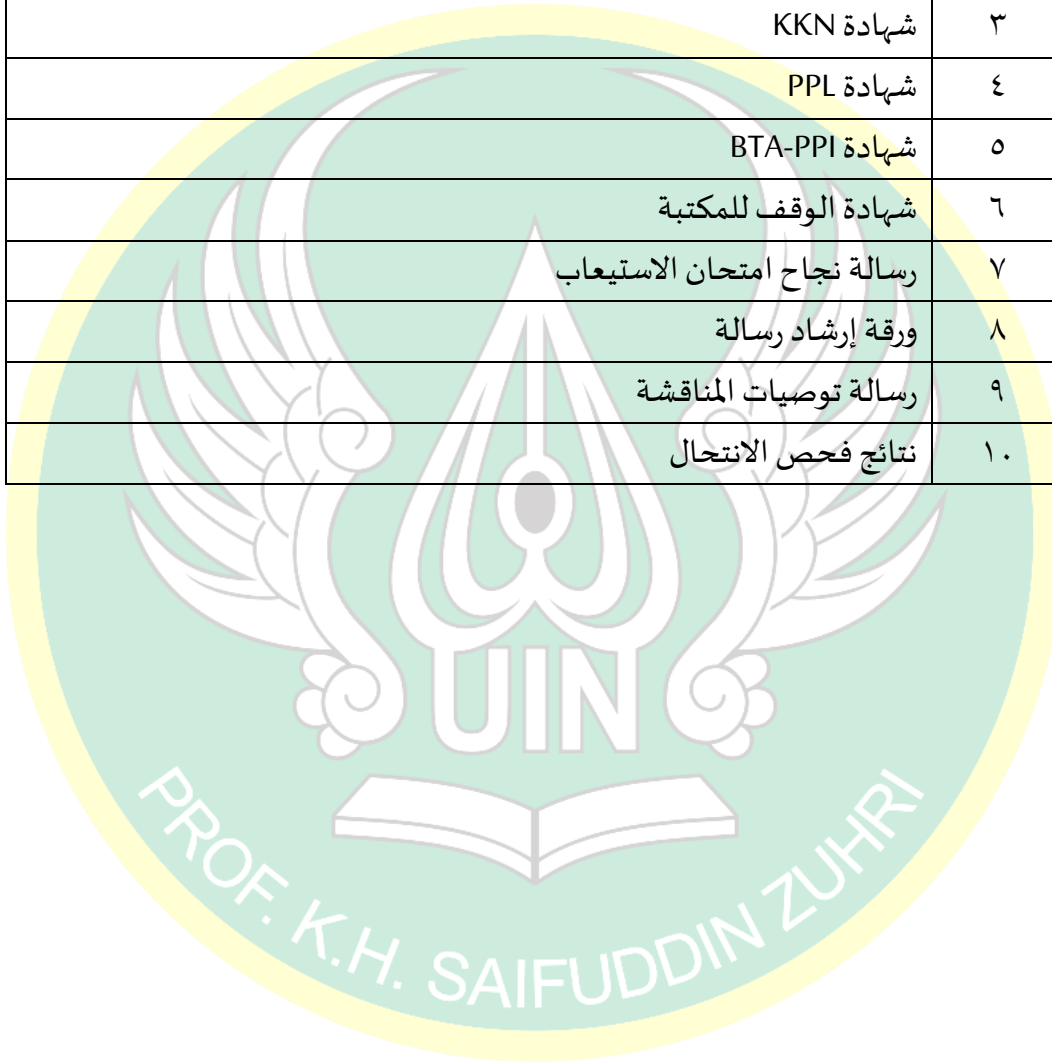 ٣ شهادة KKN
٤ شهادة PPL
٥ شهادة BTA-PPI
٦ شهادة الوقف للمكتبة
٧ رسالة نجاح امتحان الاستيعاب
٨ ورقة إرشاد رسالة
٩ رسالة توصيات المناقشة
١٠ نتائج فحص الانتحال
UIN
PROF. K.H. SAIFUDDIN ZUHRI